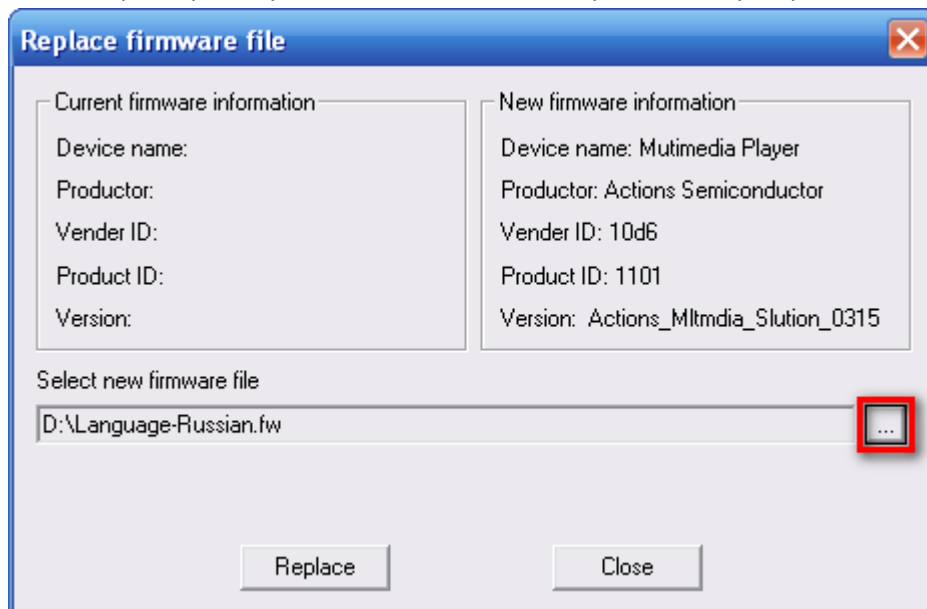 Replace firmware file
Current firmware information
Device name:
Productor:
Vender ID:
Product ID:
Version:
New firmware information
Device name: Mutimedia Player
Productor: Actions Semiconductor
Vender ID: 10d6
Product ID: 1101
Version: Actions_Mltmdia_Slution_0315
Select new firmware file
D:\Language-Russian.fw
...
Replace
Close